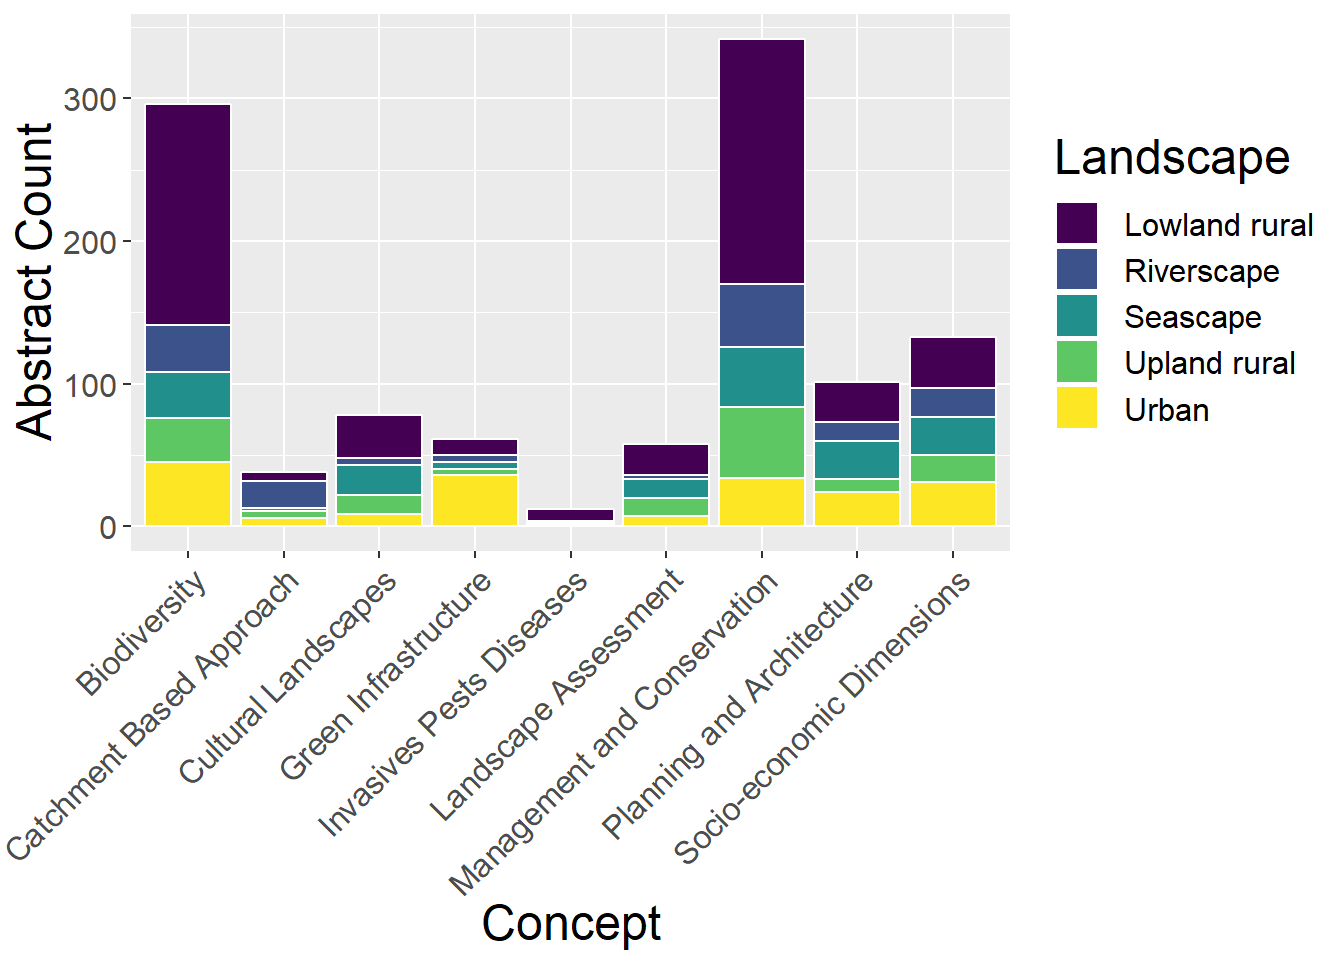 Abstract Count
300
200
100
0
Biodiversity
Catchment Based Approach
Cultural Landscapes
Green Infrastructure
Invasives Pests Diseases
Landscape Assessment
Management and Conservation
Planning and Architecture
Socio-economic Dimensions
Concept
Landscape
Lowland rural
Riverscape
Seascape
Upland rural
Urban